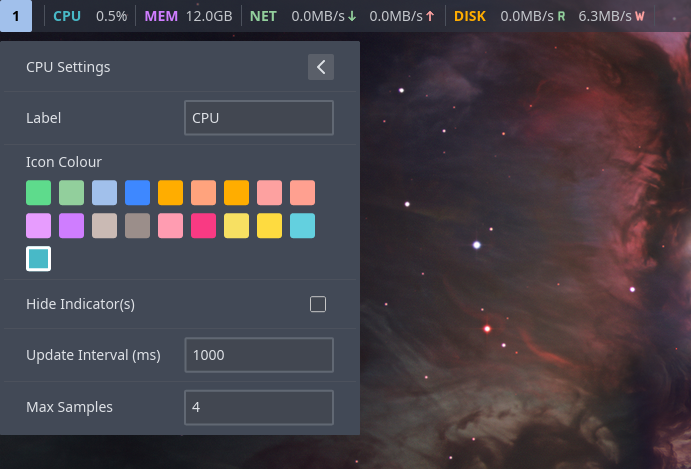 1 CPU 0.5% MEM 12.0GB NET 0.0MB/s↓ 0.0MB/s↑ DISK 0.0MB/s R 6.3MB/s W
CPU Settings
Label CPU
Icon Colour
Hide Indicator(s)
Update Interval (ms) 1000
Max Samples 4